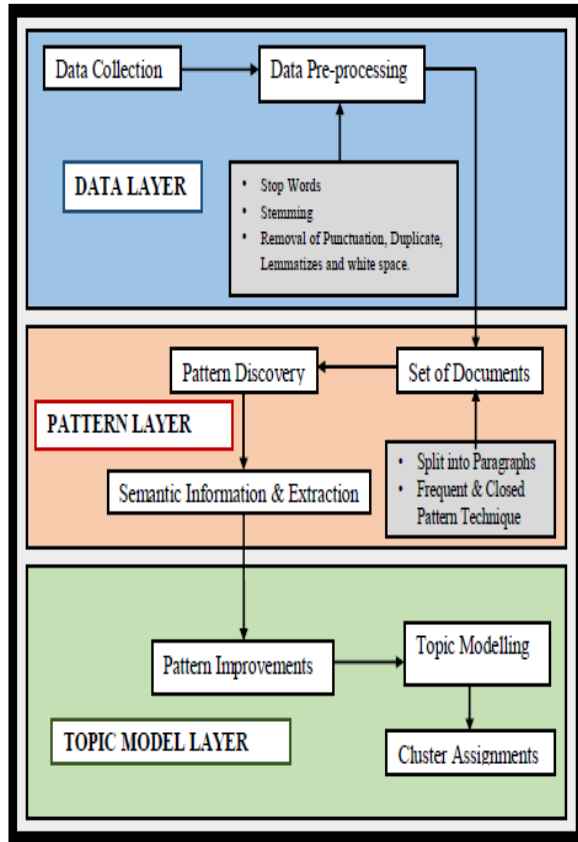 Data Collection
Data Pre-processing
DATA LAYER
• Stop Words
• Stemming
• Removal of Punctuation, Duplicate,
Lemmatizes and white space.
Pattern Discovery
Set of Documents
PATTERN LAYER
• Split into Paragraphs
• Frequent & Closed
Pattern Technique
Semantic Information & Extraction
Pattern Improvements
Topic Modelling
TOPIC MODEL LAYER
Cluster Assignments